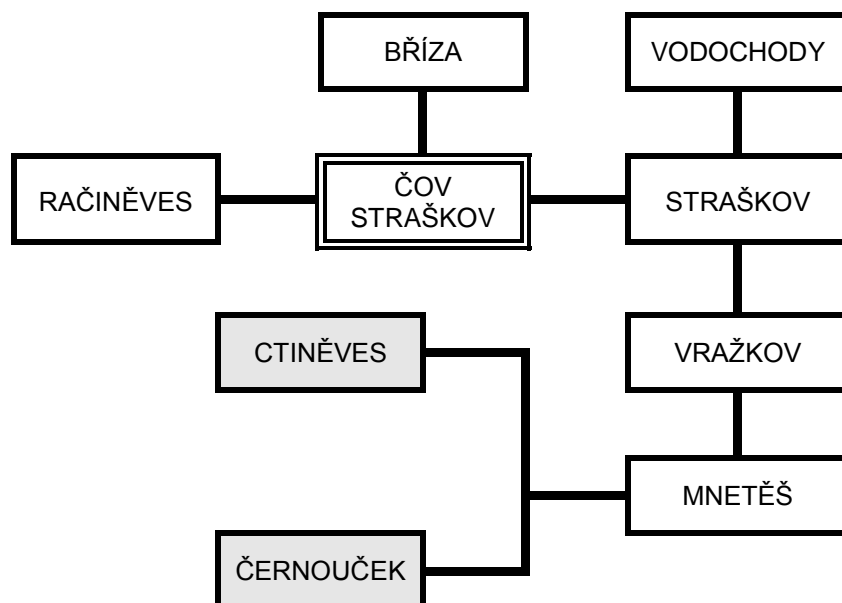 BŘÍZA
VODOCHODY
RAČINĚVES
ČOV
STRAŠKOV
STRAŠKOV
CTINĚVES
VRAŽKOV
MNETĚŠ
ČERNOUČEK